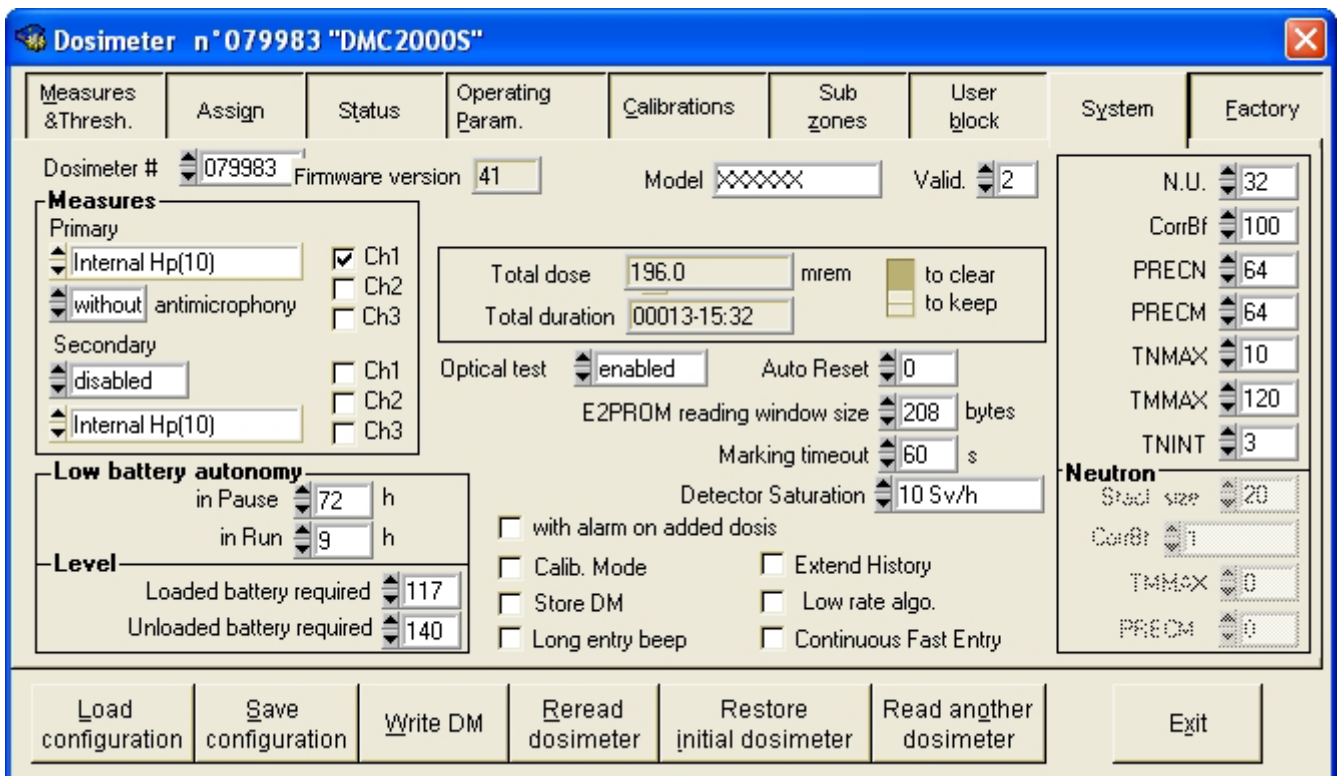 Dosimeter n°079983 "DMC2000S"
Measures &Thresh.
Assign
Status
Operating Param.
Calibrations
Sub zones
User block
System
Factory
Dosimeter # 079983
Firmware version 41
Model XXXXXX
Valid. 2
Measures
Primary
Internal Hp(10)
without antimicrophony
Ch1
Ch2
Ch3
Secondary
disabled
Internal Hp(10)
Ch1
Ch2
Ch3
Total dose 196.0 mrem
Total duration 00013-15:32
to clear
to keep
Optical test enabled
Auto Reset 0
E2PROM reading window size 208 bytes
Marking timeout 60 s
Detector Saturation 10 Sv/h
Low battery autonomy
in Pause 72 h
in Run 9 h
Level
Loaded battery required 117
Unloaded battery required 140
with alarm on added dosis
Calib. Mode
Store DM
Long entry beep
Extend History
Low rate algo.
Continuous Fast Entry
N.U. 32
CorrBf 100
PRECN 64
PRECM 64
TNMAX 10
TMMAX 120
TNINT 3
Neutron
size 20
1
TMMAX 0
PRECM 0
Load configuration
Save configuration
Write DM
Reread dosimeter
Restore initial dosimeter
Read another dosimeter
Exit